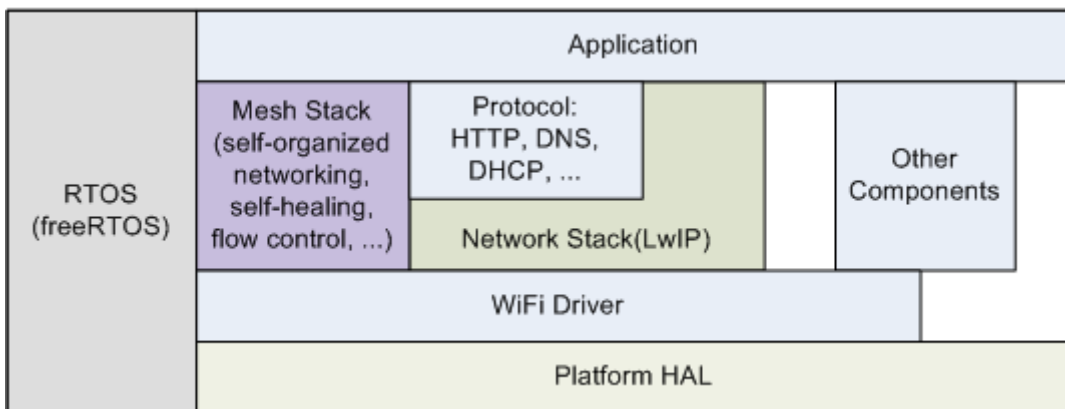 Application
RTOS
(freeRTOS)
Mesh Stack
(self-organized
networking,
self-healing,
flow control, ...)
Protocol:
HTTP, DNS,
DHCP, ...
Network Stack(LwIP)
Other
Components
WiFi Driver
Platform HAL